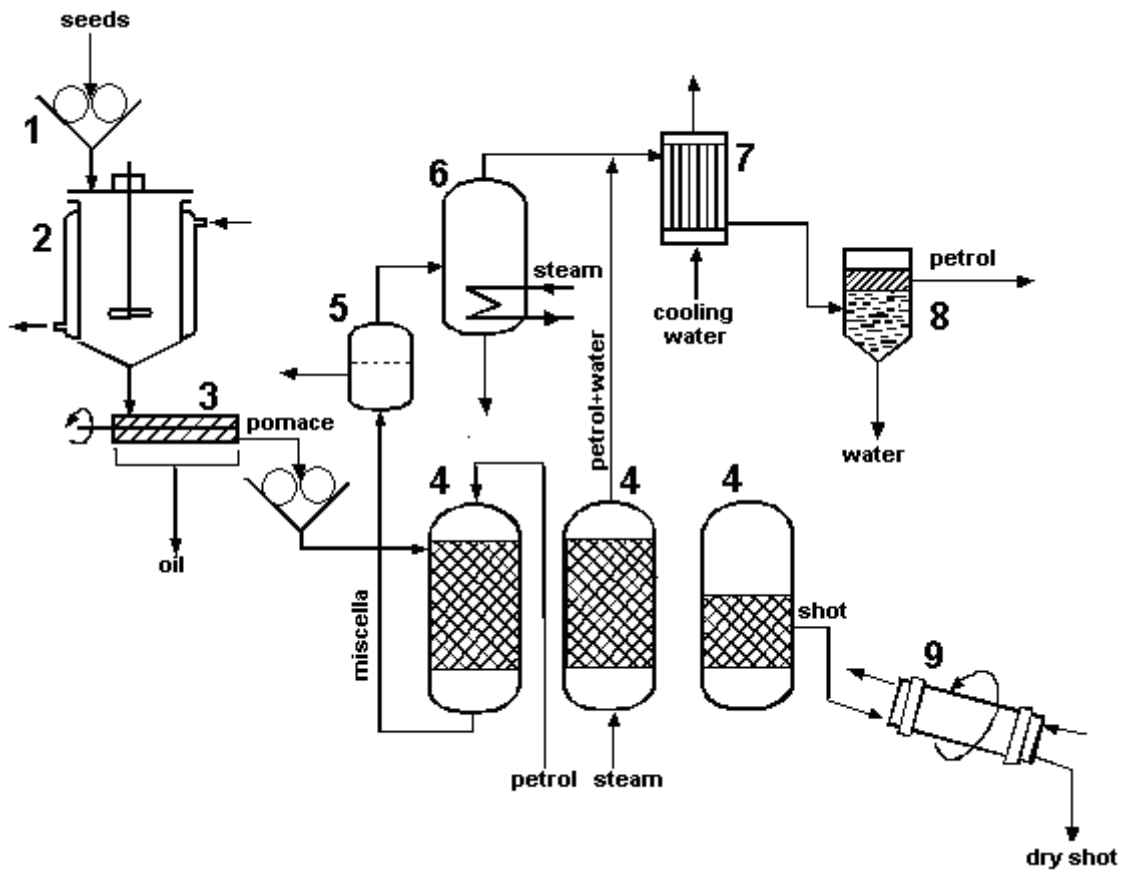 seeds
1
2
3
pomace
oil
6
steam
5
7
cooling
water
petrol
8
water
petrol+water
miscella
4
4
4
shot
9
petrol
steam
dry shot